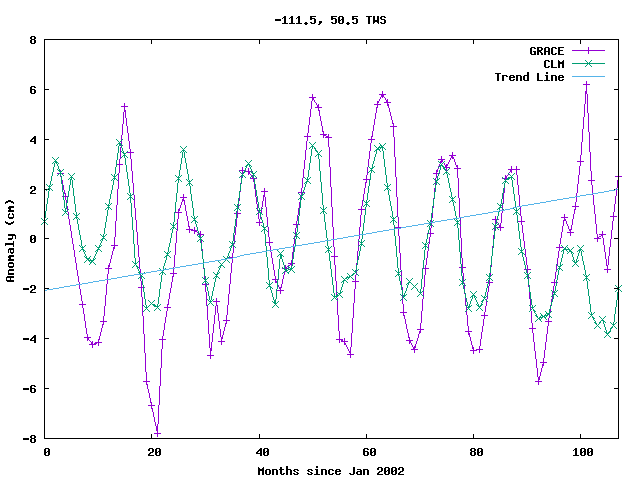 -111.5, 50.5 TWS
GRACE
CLM
Trend Line
8
6
4
2
0
-2
-4
-6
-8
Anomaly (cm)
0 20 40 60 80 100
Months since Jan 2002